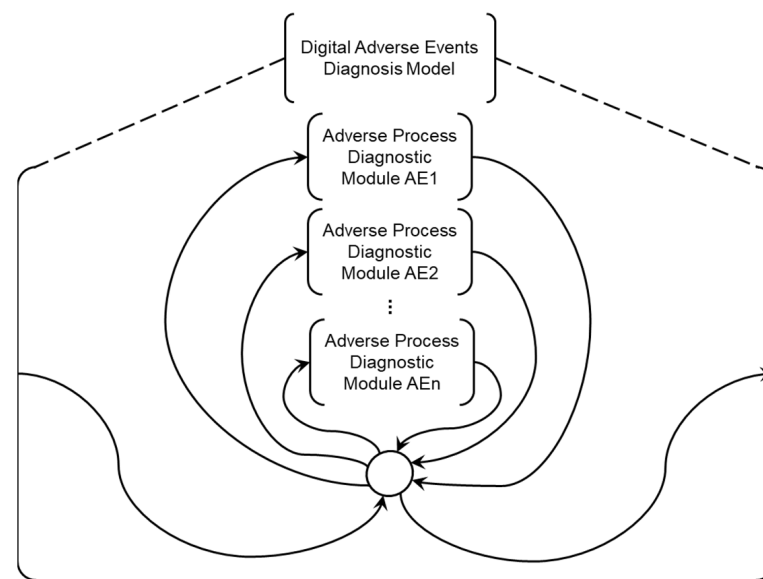 Digital Adverse Events
Diagnosis Model
Adverse Process
Diagnostic
Module AE1
Adverse Process
Diagnostic
Module AE2
...
Adverse Process
Diagnostic
Module AEn